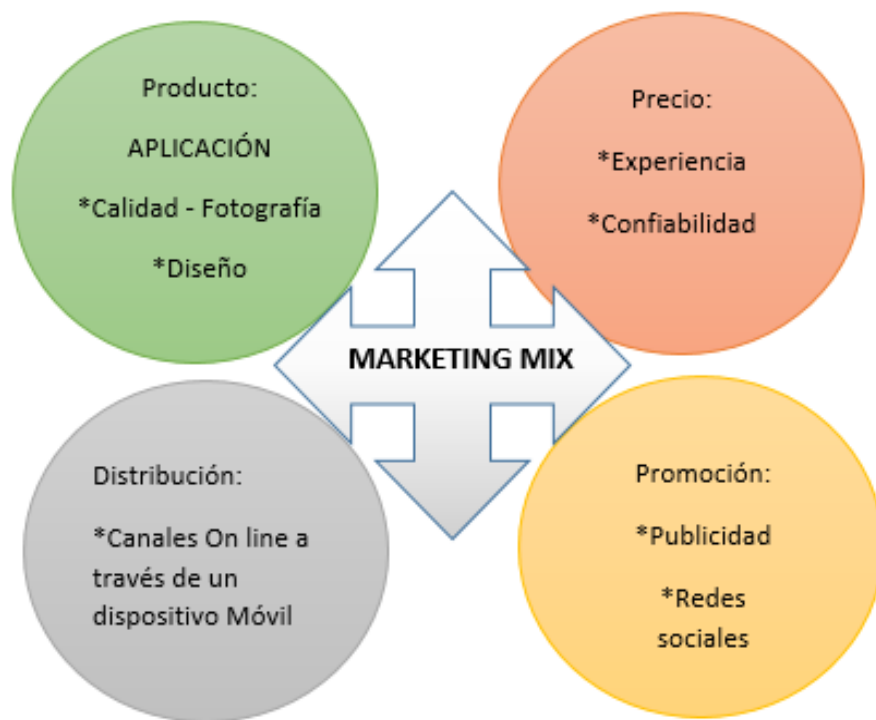 Producto:
APLICACIÓN
*Calidad - Fotografía
*Diseño
Precio:
*Experiencia
*Confiabilidad
MARKETING MIX
Distribución:
*Canales On line a
través de un
dispositivo Móvil
Promoción:
*Publicidad
*Redes
sociales